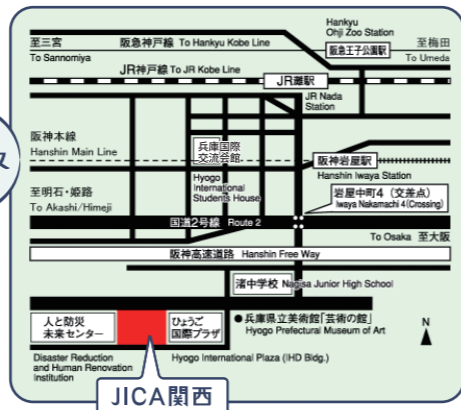 Hankyu
Ohji Zoo Station
至三宮
阪急神戸線 To Hankyu Kobe Line
阪急王子公園駅
至梅田
To Sannomiya
To Umeda
JR神戸線 To JR Kobe Line
JR灘駅
JR Nada
Station
阪神本線
Hanshin Main Line
兵庫国際
交流会館
阪神岩屋駅
Hanshin Iwaya Station
Hyogo
International
Students House
至明石・姫路
To Akashi/Himeji
岩屋中町4（交差点）
Iwaya Nakamachi 4(Crossing)
国道2号線 Route 2
To Osaka 至大阪
阪神高速道路 Hanshin Free Way
渚中学校 Nagisa Junior High School
人と防災
未来センター
ひょうご
国際プラザ
●兵庫県立美術館「芸術の館」
Hyogo Prefectural Museum of Art
N
Disaster Reduction
and Human Renovation
Institution
Hyogo International Plaza (IHD Bldg.)
JICA関西